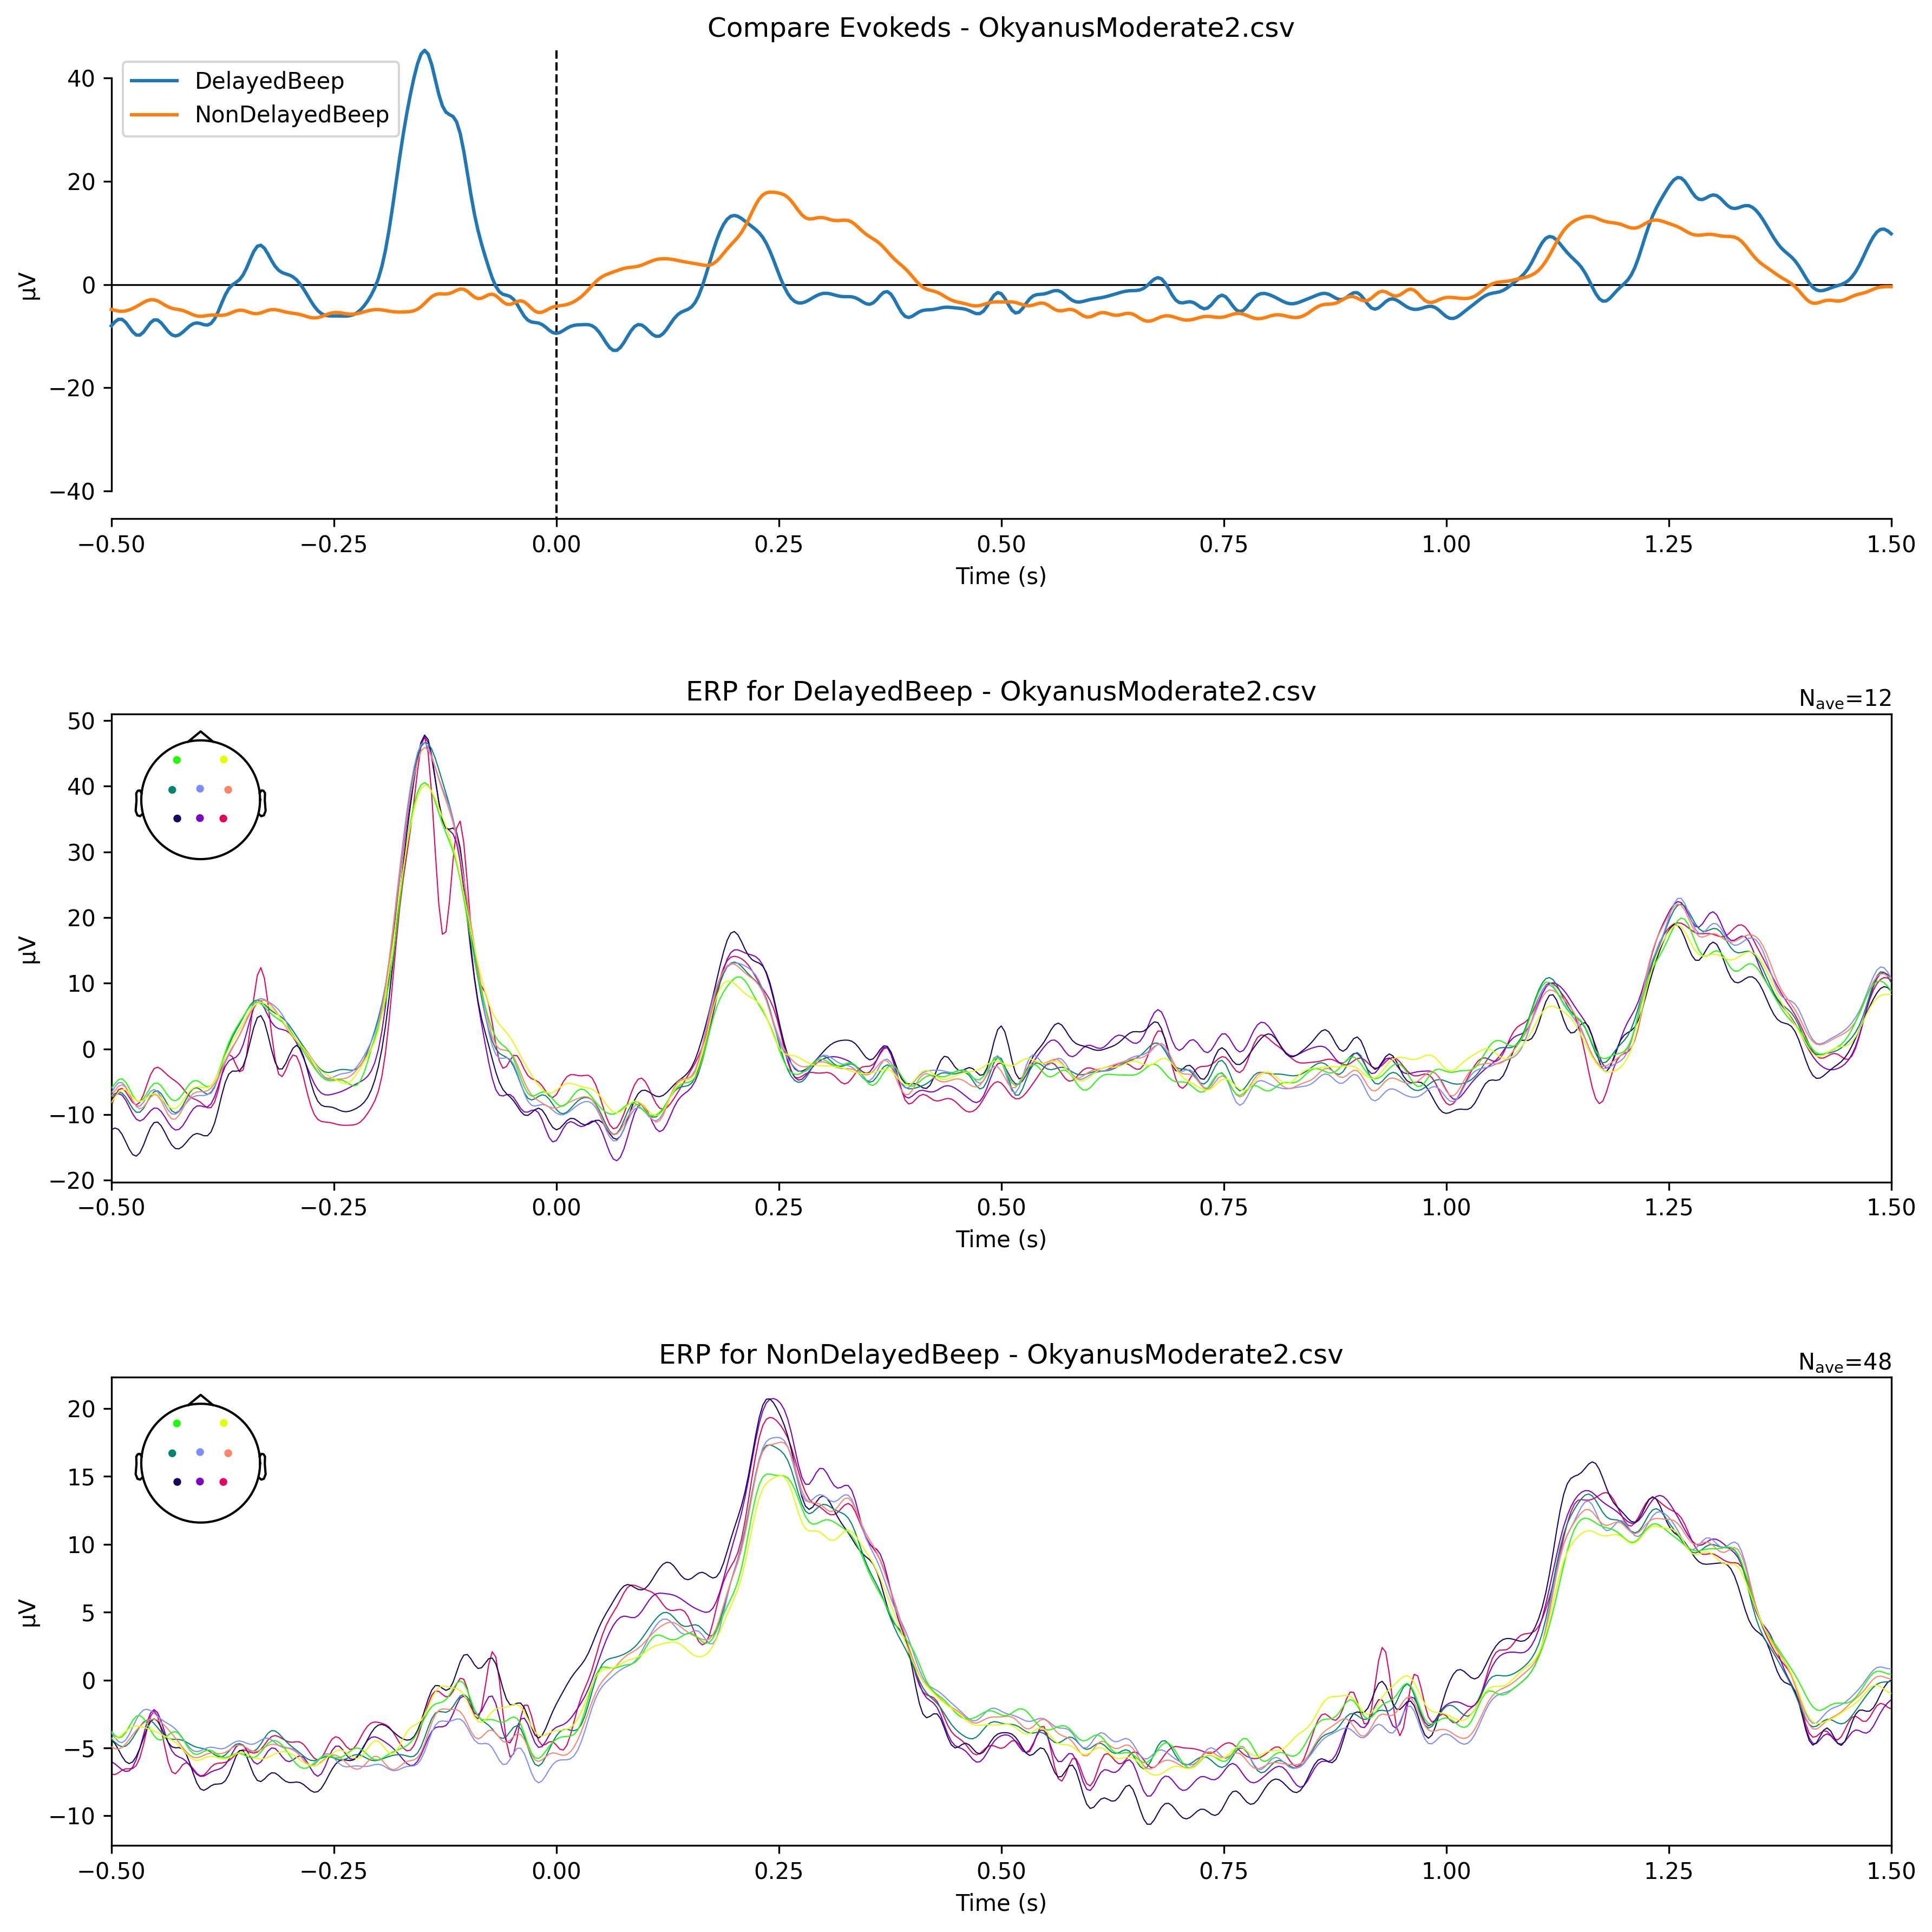 Compare Evokeds - OkyanusModerate2.csv
DelayedBeep
NonDelayedBeep
40
20
0
−20
−40
µV
−0.50 −0.25 0.00 0.25 0.50 0.75 1.00 1.25 1.50
Time (s)
ERP for DelayedBeep - OkyanusModerate2.csv
Nave=12
50
40
30
20
10
0
−10
−20
µV
−0.50 −0.25 0.00 0.25 0.50 0.75 1.00 1.25 1.50
Time (s)
ERP for NonDelayedBeep - OkyanusModerate2.csv
Nave=48
20
15
10
5
0
−5
−10
µV
−0.50 −0.25 0.00 0.25 0.50 0.75 1.00 1.25 1.50
Time (s)